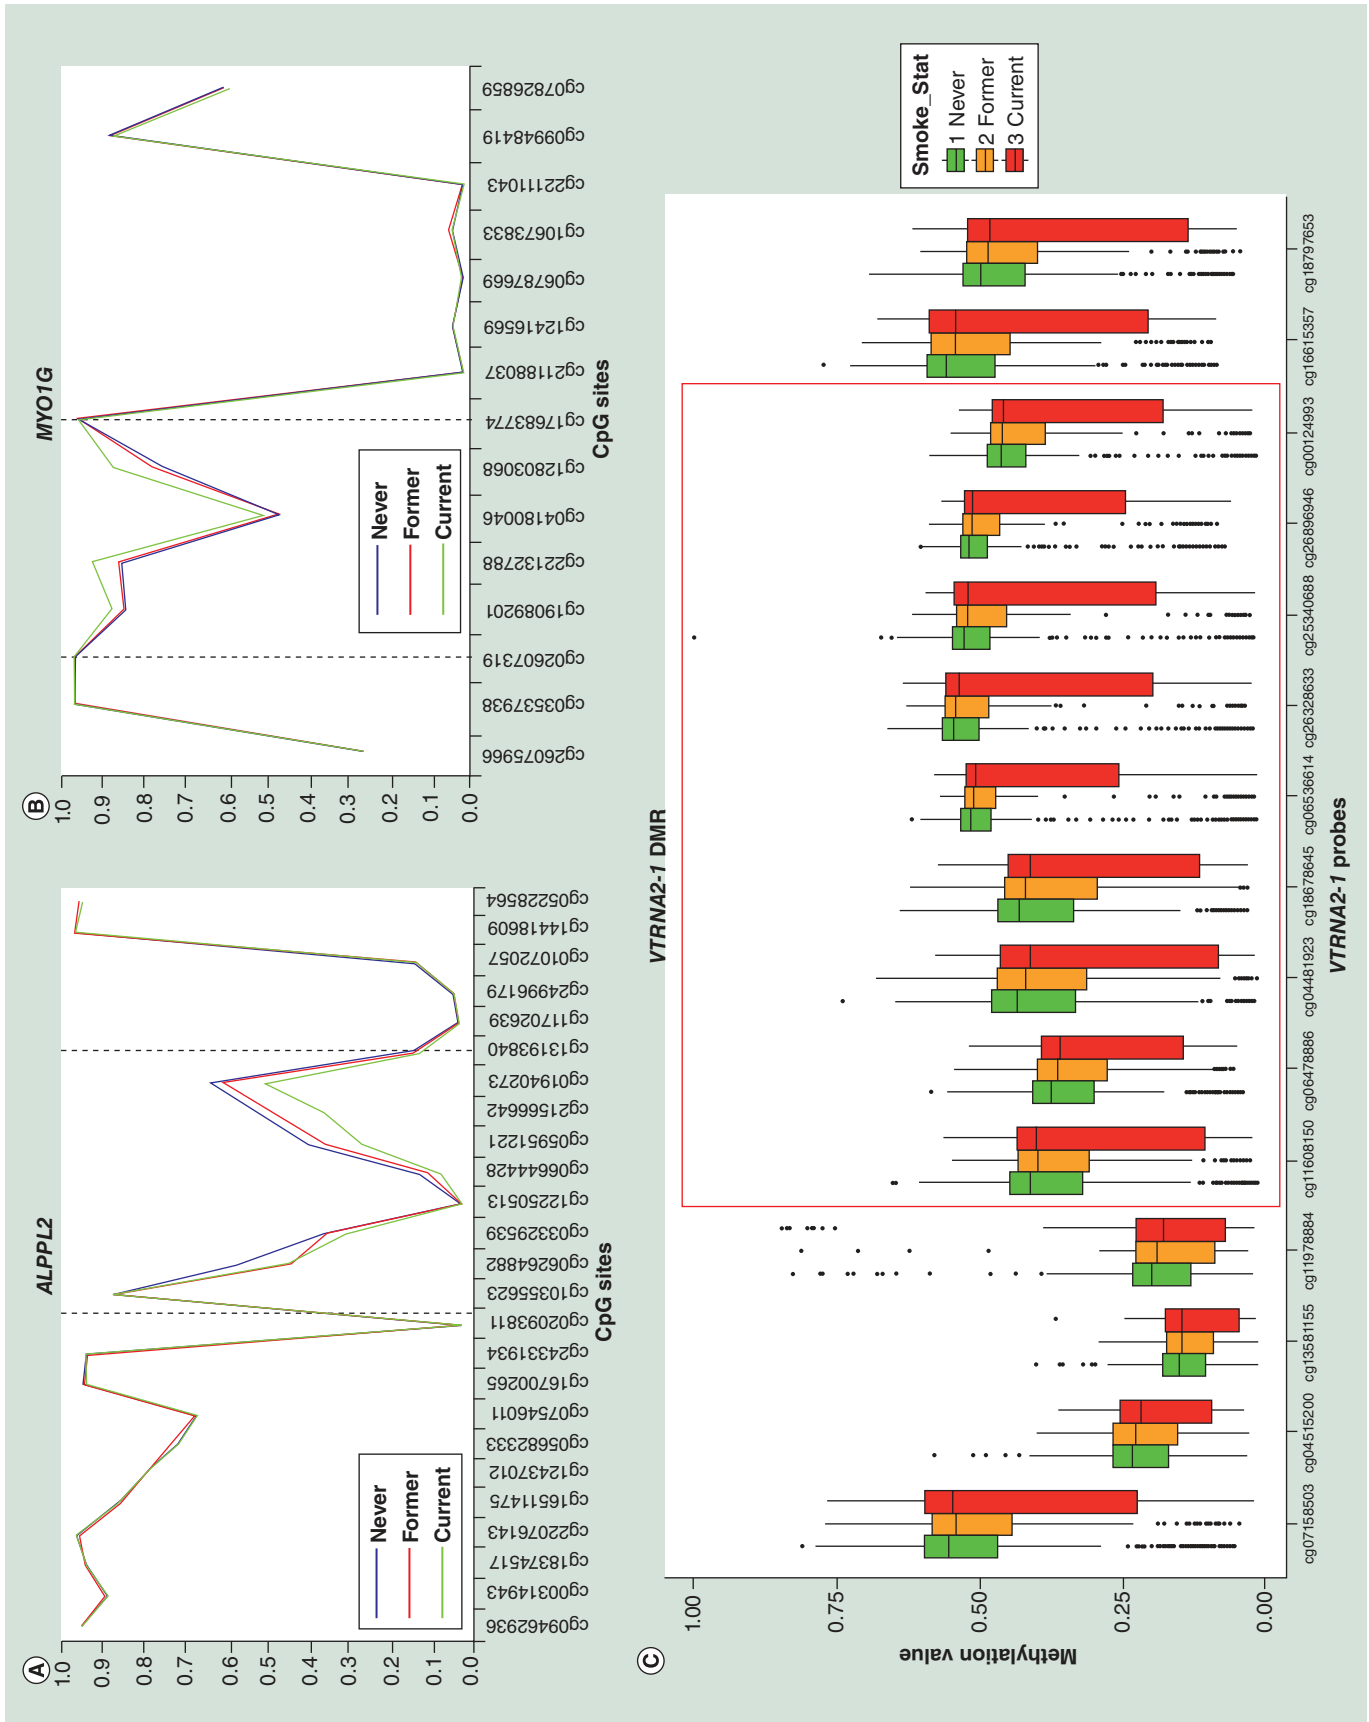 A
ALPPL2
1.0
0.9
0.8
0.7
0.6
0.5
0.4
0.3
0.2
0.1
0.0
Never
Former
Current
cg09462936
cg00314943
cg18374517
cg22076143
cg16511475
cg12437012
cg05682333
cg07546011
cg16700265
cg24331934
cg02093811
cg10355623
cg06264882
cg03329539
cg12250513
cg06644428
cg05951221
cg21566642
cg01940273
cg13193840
cg11702639
cg24996179
cg01072057
cg14418609
cg05228564
CpG sites
B
MYO1G
1.0
0.9
0.8
0.7
0.6
0.5
0.4
0.3
0.2
0.1
0.0
Never
Former
Current
cg26075966
cg03537938
cg02607319
cg19089201
cg22132788
cg04180046
cg12803068
cg17683774
cg21188037
cg12416569
cg06787669
cg10673833
cg22111043
cg09948419
cg07826859
CpG sites
C
VTRNA2-1 DMR
Methylation value
1.00
0.75
0.50
0.25
0.00
cg07158503
cg04515200
cg13581155
cg11978884
cg11608150
cg06478886
cg04481923
cg18678645
cg06536614
cg26328633
cg25340688
cg26896946
cg00124993
cg16615357
cg18797653
VTRNA2-1 probes
Smoke_Stat
1 Never
2 Former
3 Current